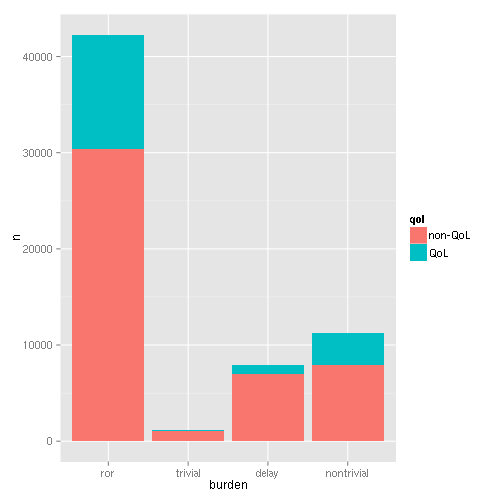 40000
30000
20000
10000
0
n
ror trivial delay nontrivial
burden
qol
non-QoL
QoL